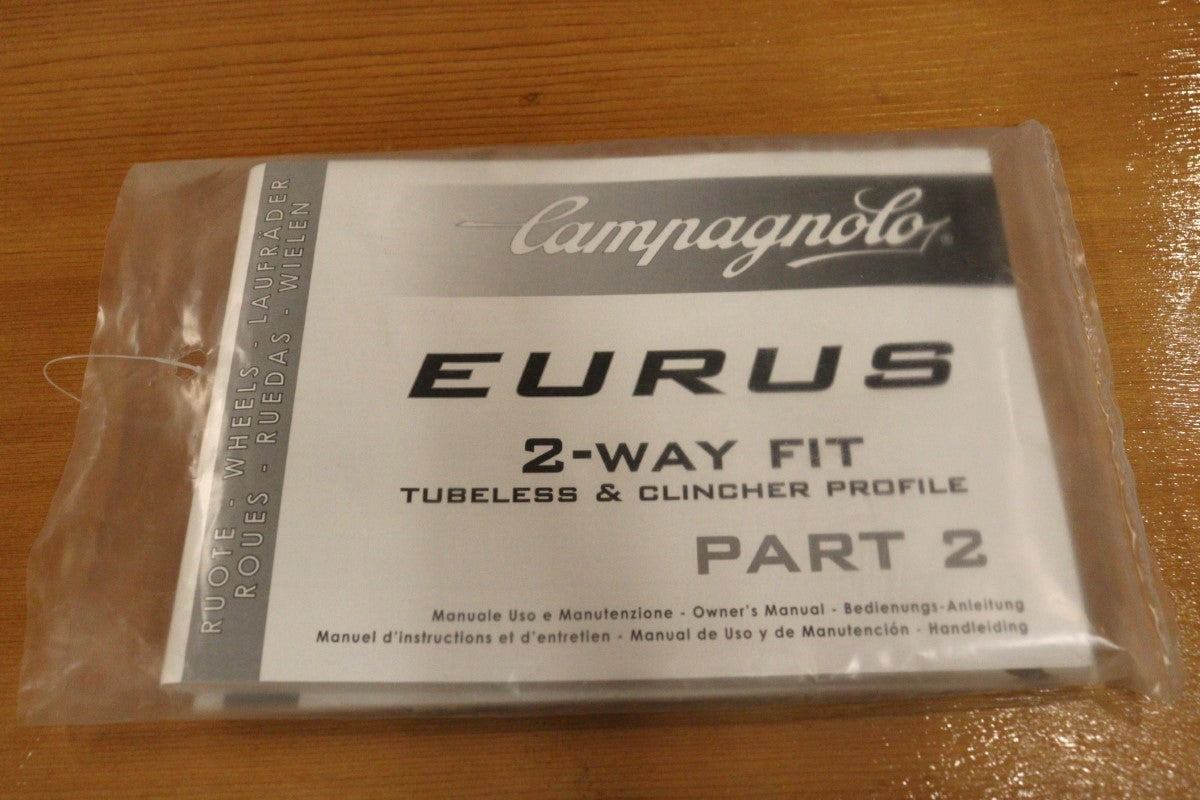 RUOTE - WHEELS - LAUFRÄDER
ROUES - RUEDAS - WIELEN
Campagnolo®
EURUS
2-WAY FIT
TUBELESS & CLINCHER PROFILE
PART 2
Manuale Uso e Manutenzione - Owner's Manual - Bedienungs-Anleitung
Manuel d'instructions et d'entretien - Manual de Uso y de Manutención - Handleiding